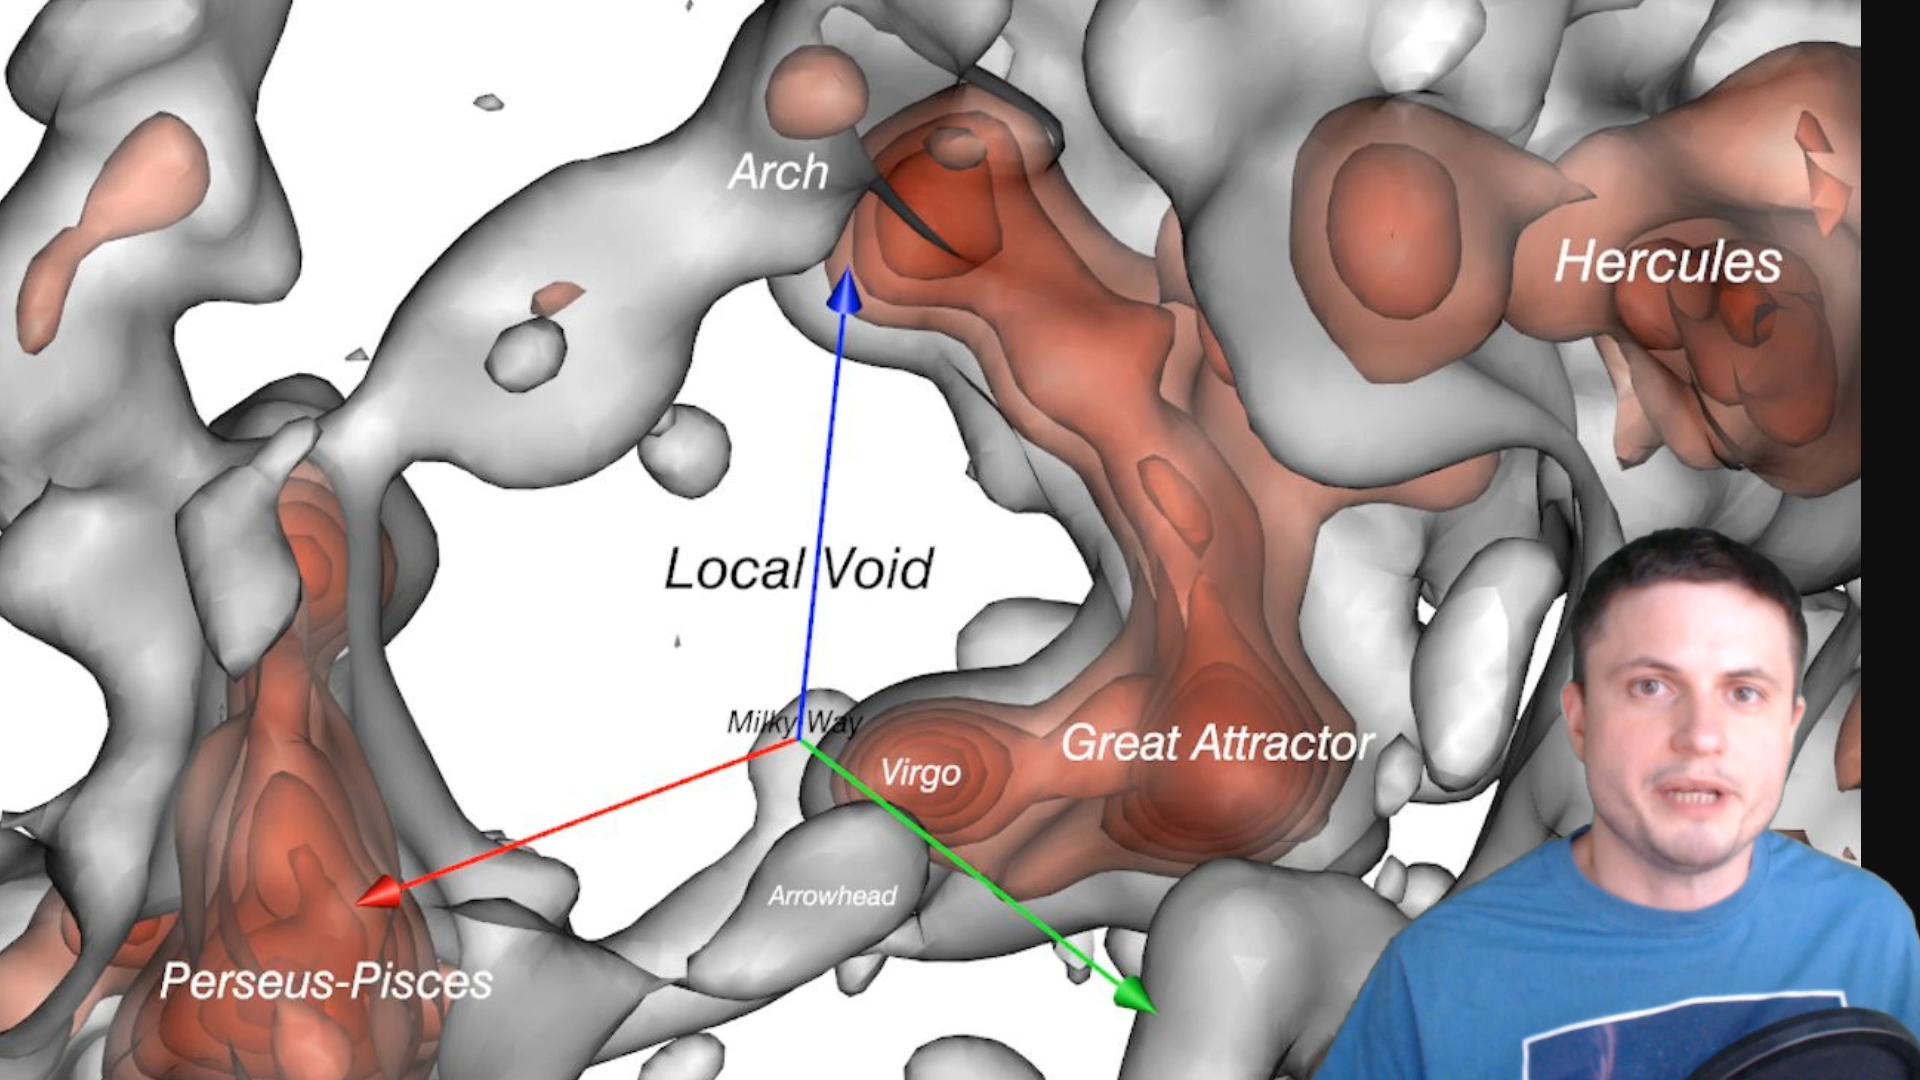 Arch
Hercules
Local Void
Milky Way
Virgo
Great Attractor
Arrowhead
Perseus-Pisces